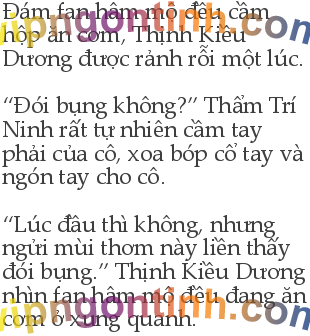 Đám fan hâm mộ đều cầm
hộp ăn cơm, Thịnh Kiều
Dương được rảnh rỗi một lúc.
“Đói bụng không?” Thẩm Trí
Ninh rất tự nhiên cầm tay
phải của cô, xoa bóp cổ tay và
ngón tay cho cô.
“Lúc đầu thì không, nhưng
ngửi mùi thơm này liền thấy
đói bụng.” Thịnh Kiều Dương
nhìn fan hâm mộ đều đang ăn
cơm ở xung quanh.